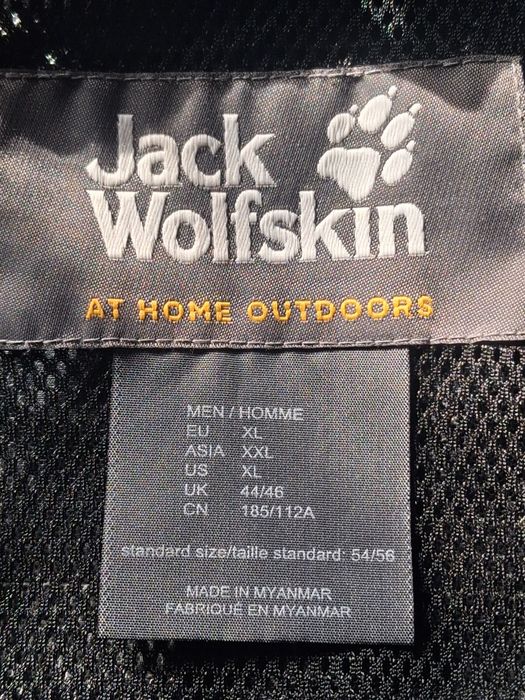 Jack
Wolfskin
AT HOME OUTDOORS
MEN / HOMME
EU XL
ASIA XXL
US XL
UK 44/46
CN 185/112A
standard size/taille standard: 54/56
MADE IN MYANMAR
FABRIQUÉ EN MYANMAR